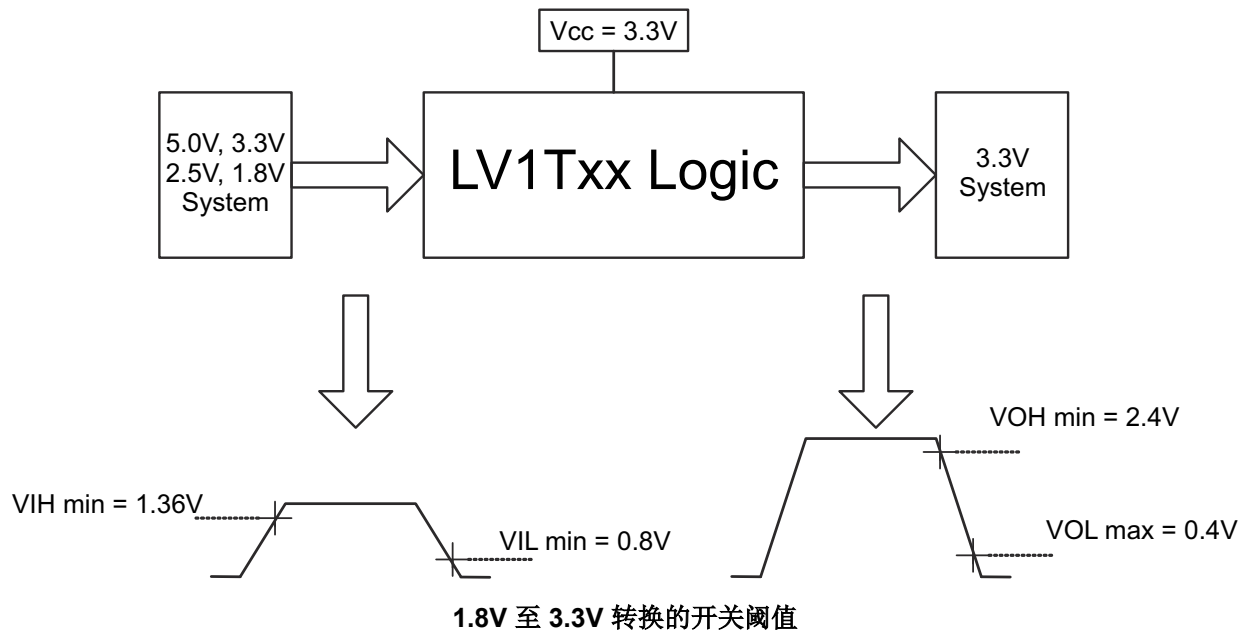 Vcc = 3.3V
5.0V, 3.3V
2.5V, 1.8V
System
LV1Txx Logic
3.3V
System
VOH min = 2.4V
VIH min = 1.36V
VIL min = 0.8V
VOL max = 0.4V
1.8V 至 3.3V 转换的开关阈值